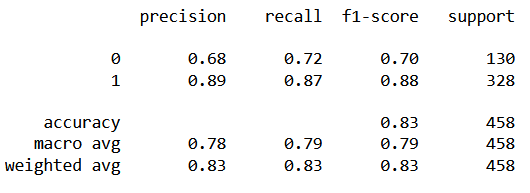 precision recall f1-score support
0 0.68 0.72 0.70 130
1 0.89 0.87 0.88 328
accuracy 0.83 458
macro avg 0.78 0.79 0.79 458
weighted avg 0.83 0.83 0.83 458